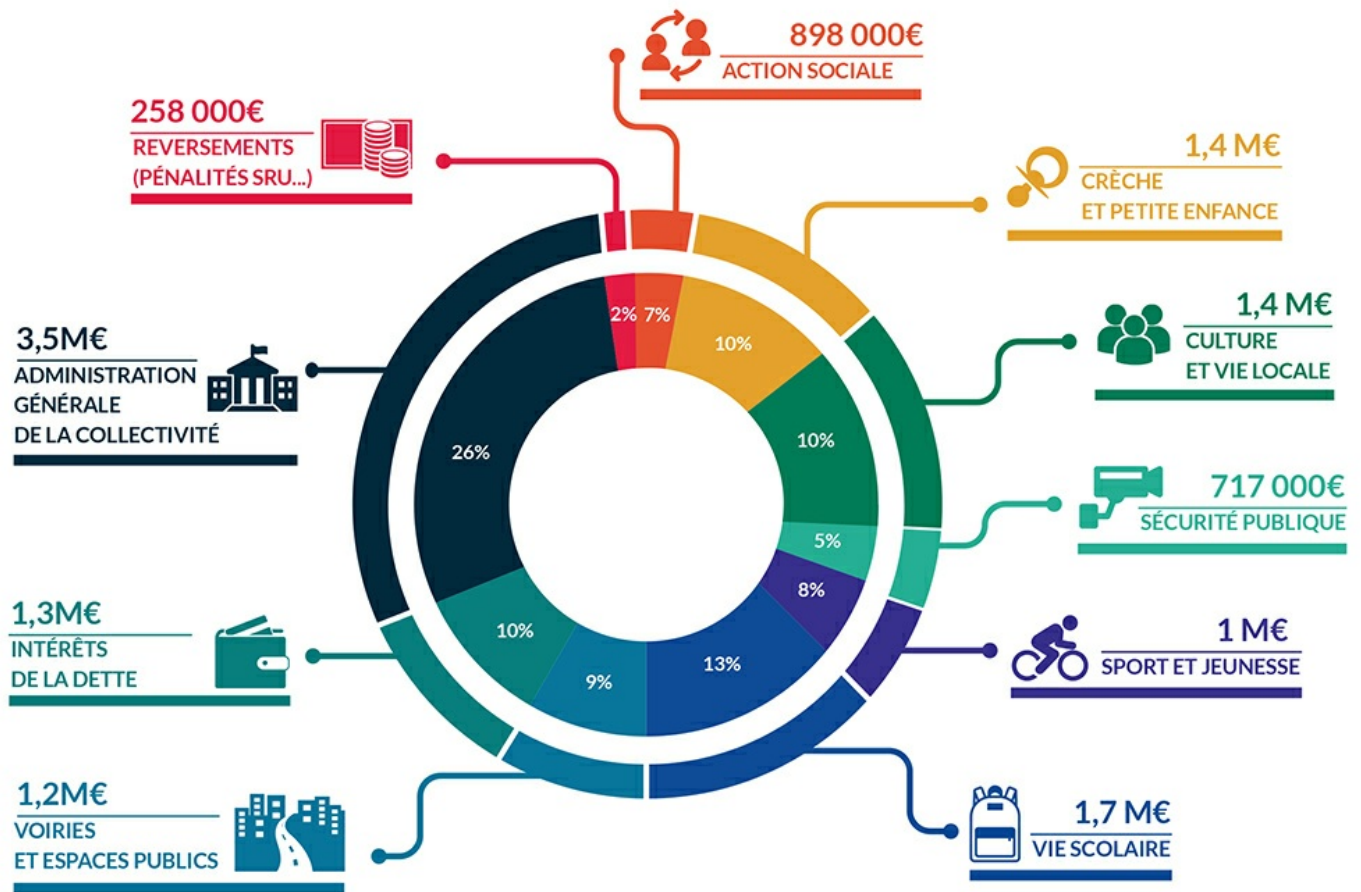 898 000€
ACTION SOCIALE
258 000€
REVERSEMENTS
(PÉNALITÉS SRU...)
1,4 M€
CRÈCHE
ET PETITE ENFANCE
1,4 M€
CULTURE
ET VIE LOCALE
3,5M€
ADMINISTRATION
GÉNÉRALE
DE LA COLLECTIVITÉ
717 000€
SÉCURITÉ PUBLIQUE
1,3M€
INTÉRÊTS
DE LA DETTE
1 M€
SPORT ET JEUNESSE
1,2M€
VOIRIES
ET ESPACES PUBLICS
1,7 M€
VIE SCOLAIRE
2%
7%
10%
10%
5%
8%
13%
9%
10%
26%